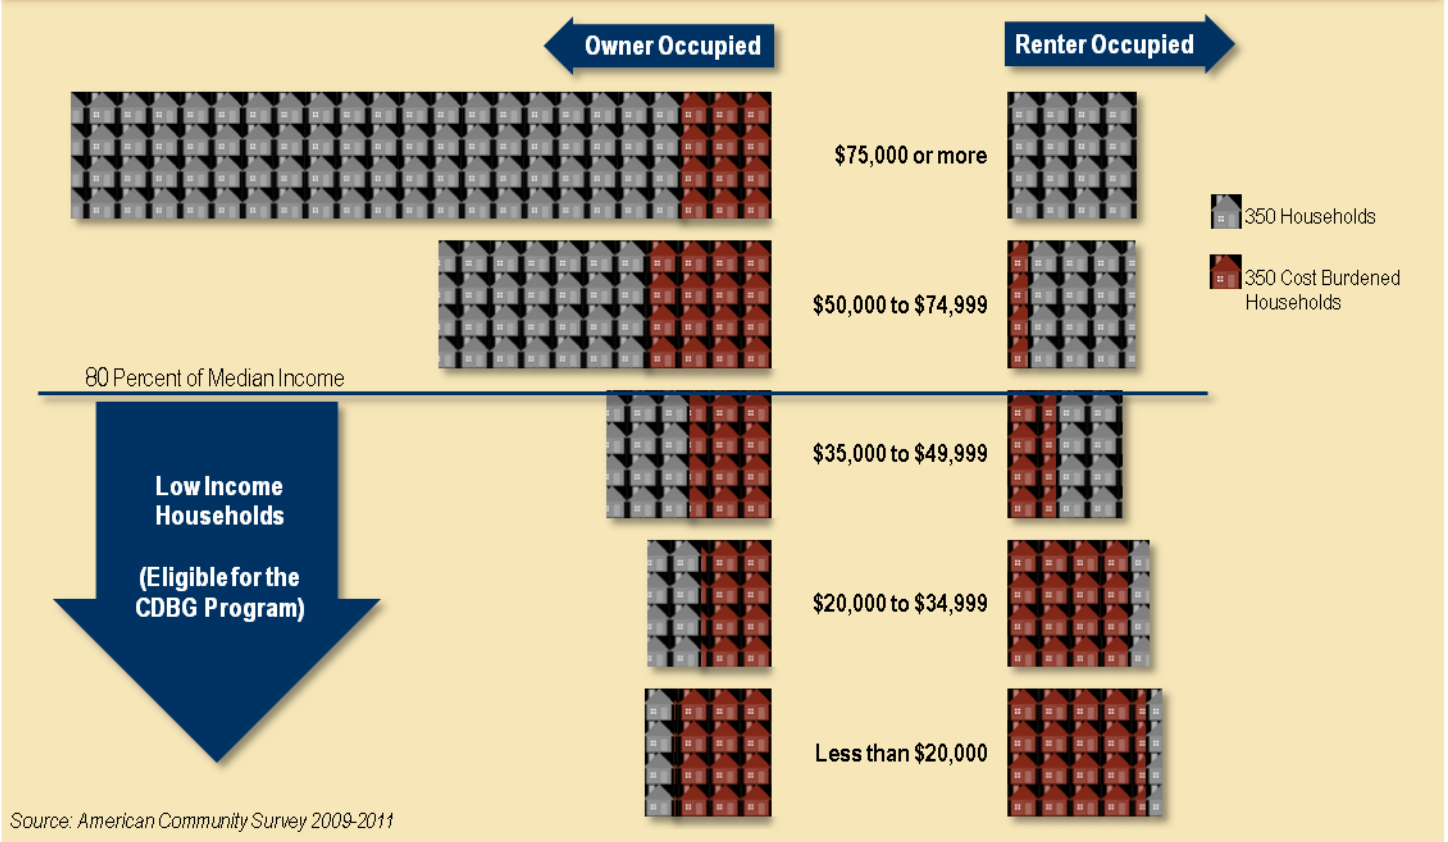 Owner Occupied
Renter Occupied
$75,000 or more
350 Households
350 Cost Burdened
Households
$50,000 to $74,999
80 Percent of Median Income
$35,000 to $49,999
Low Income
Households
(Eligible for the
CDBG Program)
$20,000 to $34,999
Less than $20,000
Source: American Community Survey 2009-2011